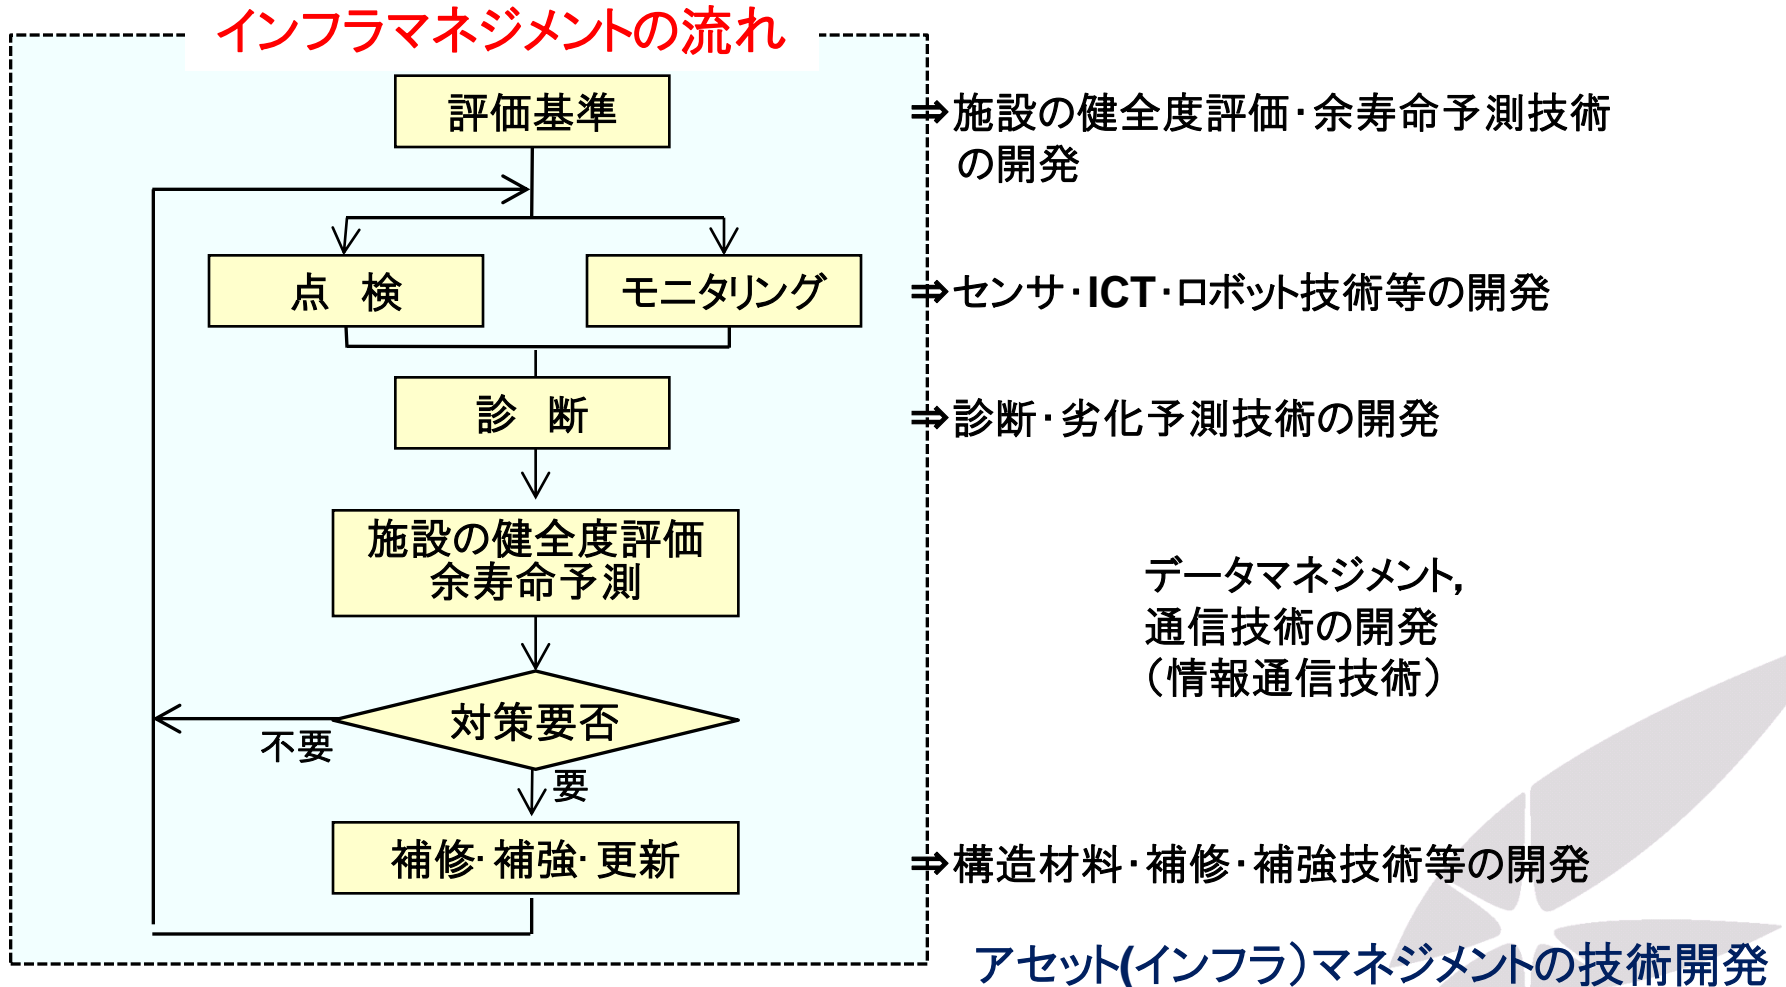 インフラマネジメントの流れ
評価基準
⇒施設の健全度評価・余寿命予測技術
の開発
点　検
モニタリング
⇒センサ・ICT・ロボット技術等の開発
診　断
⇒診断・劣化予測技術の開発
施設の健全度評価
余寿命予測
データマネジメント,
通信技術の開発
（情報通信技術）
対策要否
不要
要
補修・補強・更新
⇒構造材料・補修・補強技術等の開発
アセット(インフラ）マネジメントの技術開発